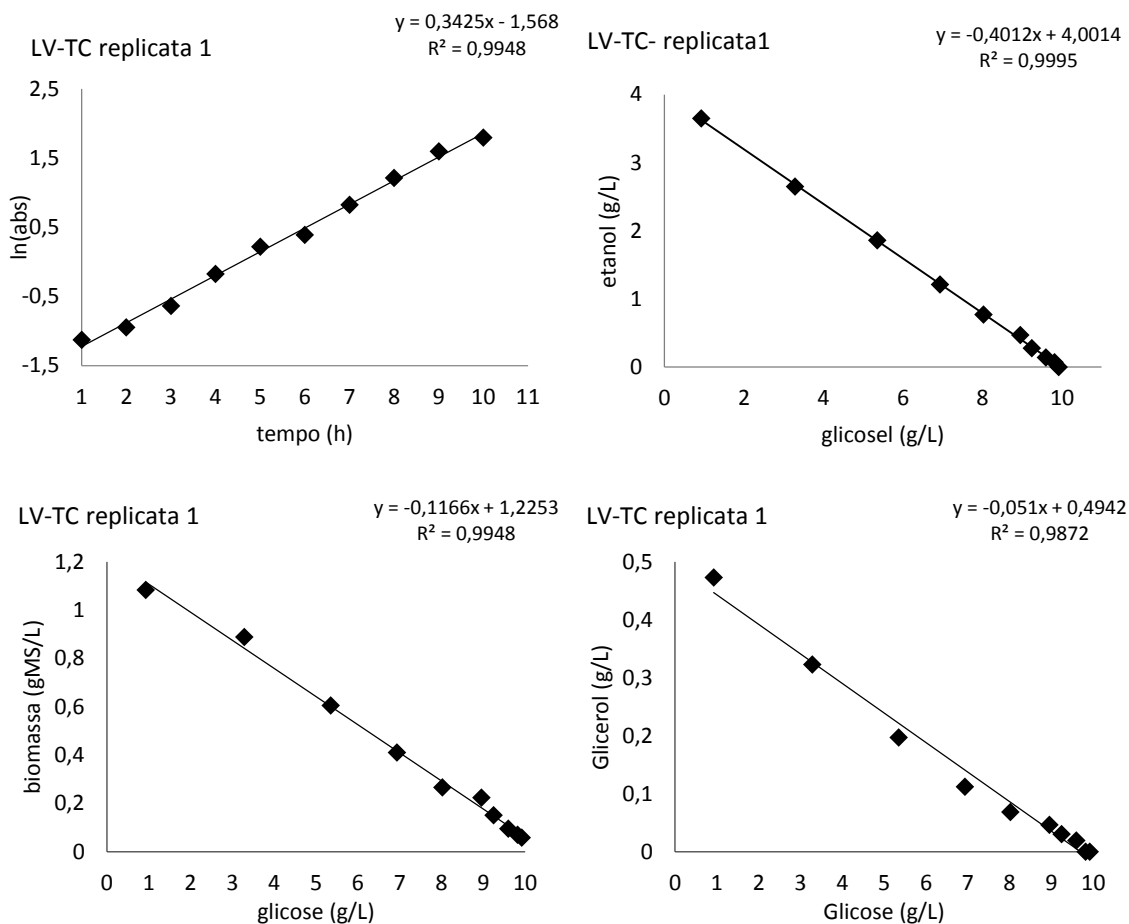 LV-TC replicata 1
y = 0,3425x - 1,568
R² = 0,9948
2,5
1,5
0,5
-0,5
-1,5
ln(abs)
1 2 3 4 5 6 7 8 9 10 11
tempo (h)
LV-TC- replicata1
y = -0,4012x + 4,0014
R² = 0,9995
4
3
2
1
0
etanol (g/L)
0 2 4 6 8 10
glicosel (g/L)
LV-TC replicata 1
y = -0,1166x + 1,2253
R² = 0,9948
1,2
1
0,8
0,6
0,4
0,2
0
biomassa (gMS/L)
0 1 2 3 4 5 6 7 8 9 10
glicose (g/L)
LV-TC replicata 1
y = -0,051x + 0,4942
R² = 0,9872
0,5
0,4
0,3
0,2
0,1
0
Glicerol (g/L)
0 1 2 3 4 5 6 7 8 9 10
Glicose (g/L)